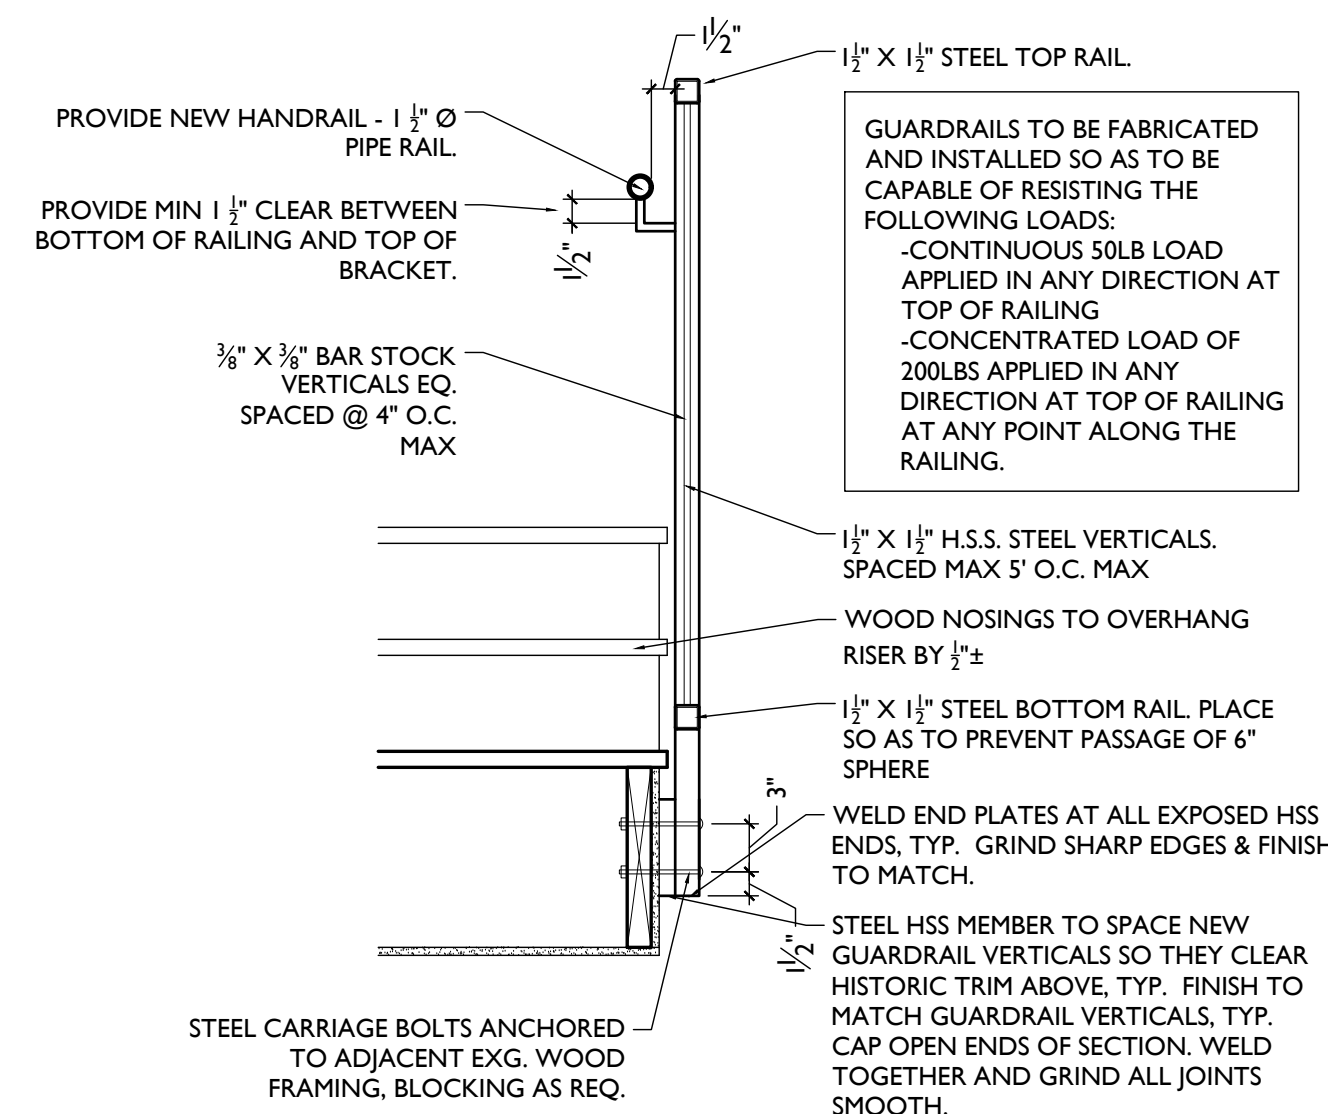 1½"
1½" X 1½" STEEL TOP RAIL.
PROVIDE NEW HANDRAIL - 1 ½" Ø
PIPE RAIL.
PROVIDE MIN 1 ½" CLEAR BETWEEN
BOTTOM OF RAILING AND TOP OF
BRACKET.
1½"
GUARDRAILS TO BE FABRICATED
AND INSTALLED SO AS TO BE
CAPABLE OF RESISTING THE
FOLLOWING LOADS:
-CONTINUOUS 50LB LOAD
APPLIED IN ANY DIRECTION AT
TOP OF RAILING
-CONCENTRATED LOAD OF
200LBS APPLIED IN ANY
DIRECTION AT TOP OF RAILING
AT ANY POINT ALONG THE
RAILING.
⅜" X ⅜" BAR STOCK
VERTICALS EQ.
SPACED @ 4" O.C.
MAX
1½" X 1½" H.S.S. STEEL VERTICALS.
SPACED MAX 5' O.C. MAX
WOOD NOSINGS TO OVERHANG
RISER BY ½"±
1½" X 1½" STEEL BOTTOM RAIL. PLACE
SO AS TO PREVENT PASSAGE OF 6"
SPHERE
3"
WELD END PLATES AT ALL EXPOSED HSS
ENDS, TYP. GRIND SHARP EDGES & FINISH
TO MATCH.
1½"
STEEL HSS MEMBER TO SPACE NEW
GUARDRAIL VERTICALS SO THEY CLEAR
HISTORIC TRIM ABOVE, TYP. FINISH TO
MATCH GUARDRAIL VERTICALS, TYP.
CAP OPEN ENDS OF SECTION. WELD
TOGETHER AND GRIND ALL JOINTS
SMOOTH.
STEEL CARRIAGE BOLTS ANCHORED
TO ADJACENT EXG. WOOD
FRAMING, BLOCKING AS REQ.